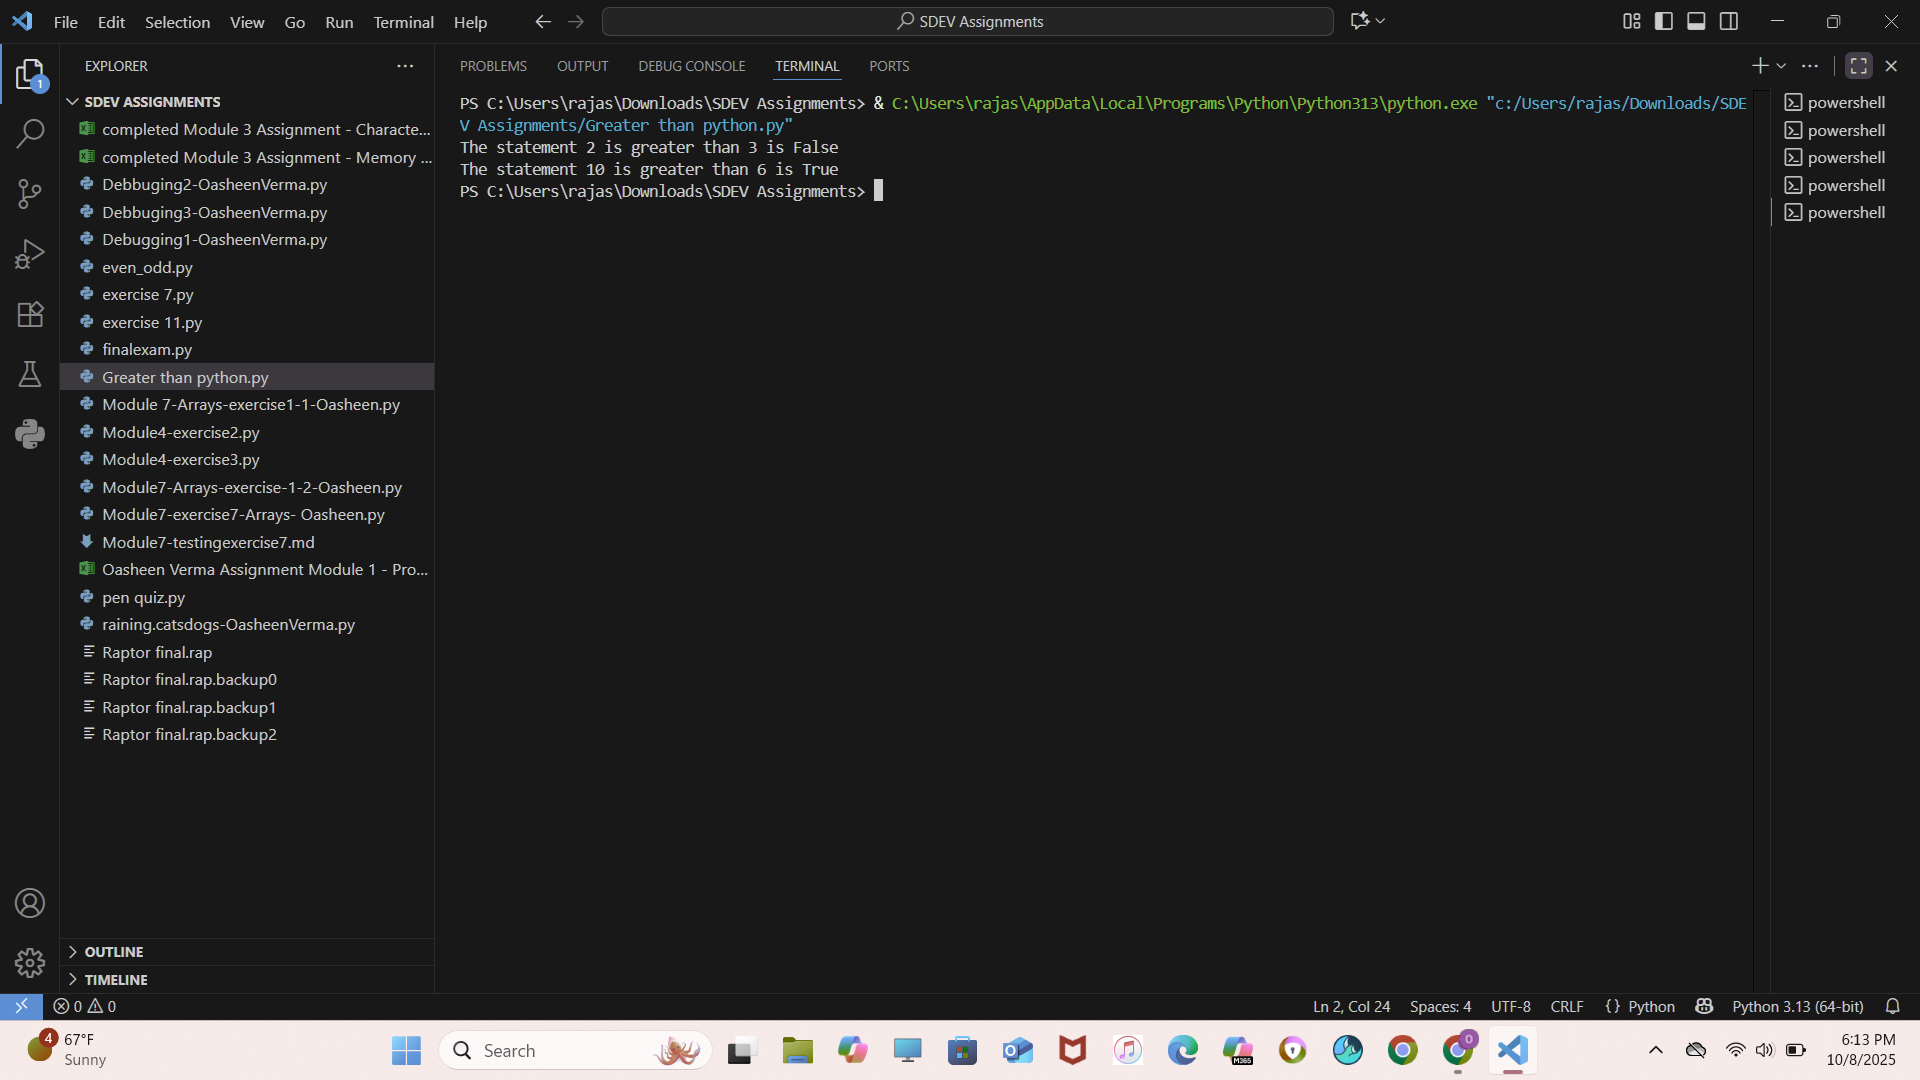 File Edit Selection View Go Run Terminal Help
SDEV Assignments
EXPLORER
SDEV ASSIGNMENTS
completed Module 3 Assignment - Characte...
completed Module 3 Assignment - Memory ...
Debbuging2-OasheenVerma.py
Debbuging3-OasheenVerma.py
Debugging1-OasheenVerma.py
even_odd.py
exercise 7.py
exercise 11.py
finalexam.py
Greater than python.py
Module 7-Arrays-exercise1-1-Oasheen.py
Module4-exercise2.py
Module4-exercise3.py
Module7-Arrays-exercise-1-2-Oasheen.py
Module7-exercise7-Arrays- Oasheen.py
Module7-testingexercise7.md
Oasheen Verma Assignment Module 1 - Pro...
pen quiz.py
raining.catsdogs-OasheenVerma.py
Raptor final.rap
Raptor final.rap.backup0
Raptor final.rap.backup1
Raptor final.rap.backup2
OUTLINE
TIMELINE
PROBLEMS OUTPUT DEBUG CONSOLE TERMINAL PORTS
PS C:\Users\rajas\Downloads\SDEV Assignments> & C:\Users\rajas\AppData\Local\Programs\Python\Python313\python.exe "c:/Users/rajas/Downloads/SDE
V Assignments/Greater than python.py"
The statement 2 is greater than 3 is False
The statement 10 is greater than 6 is True
PS C:\Users\rajas\Downloads\SDEV Assignments>
powershell
powershell
powershell
powershell
powershell
1
0 0
Ln 2, Col 24 Spaces: 4 UTF-8 CRLF {} Python Python 3.13 (64-bit)
4
67°F
Sunny
Search
M365
0
6:13 PM
10/8/2025